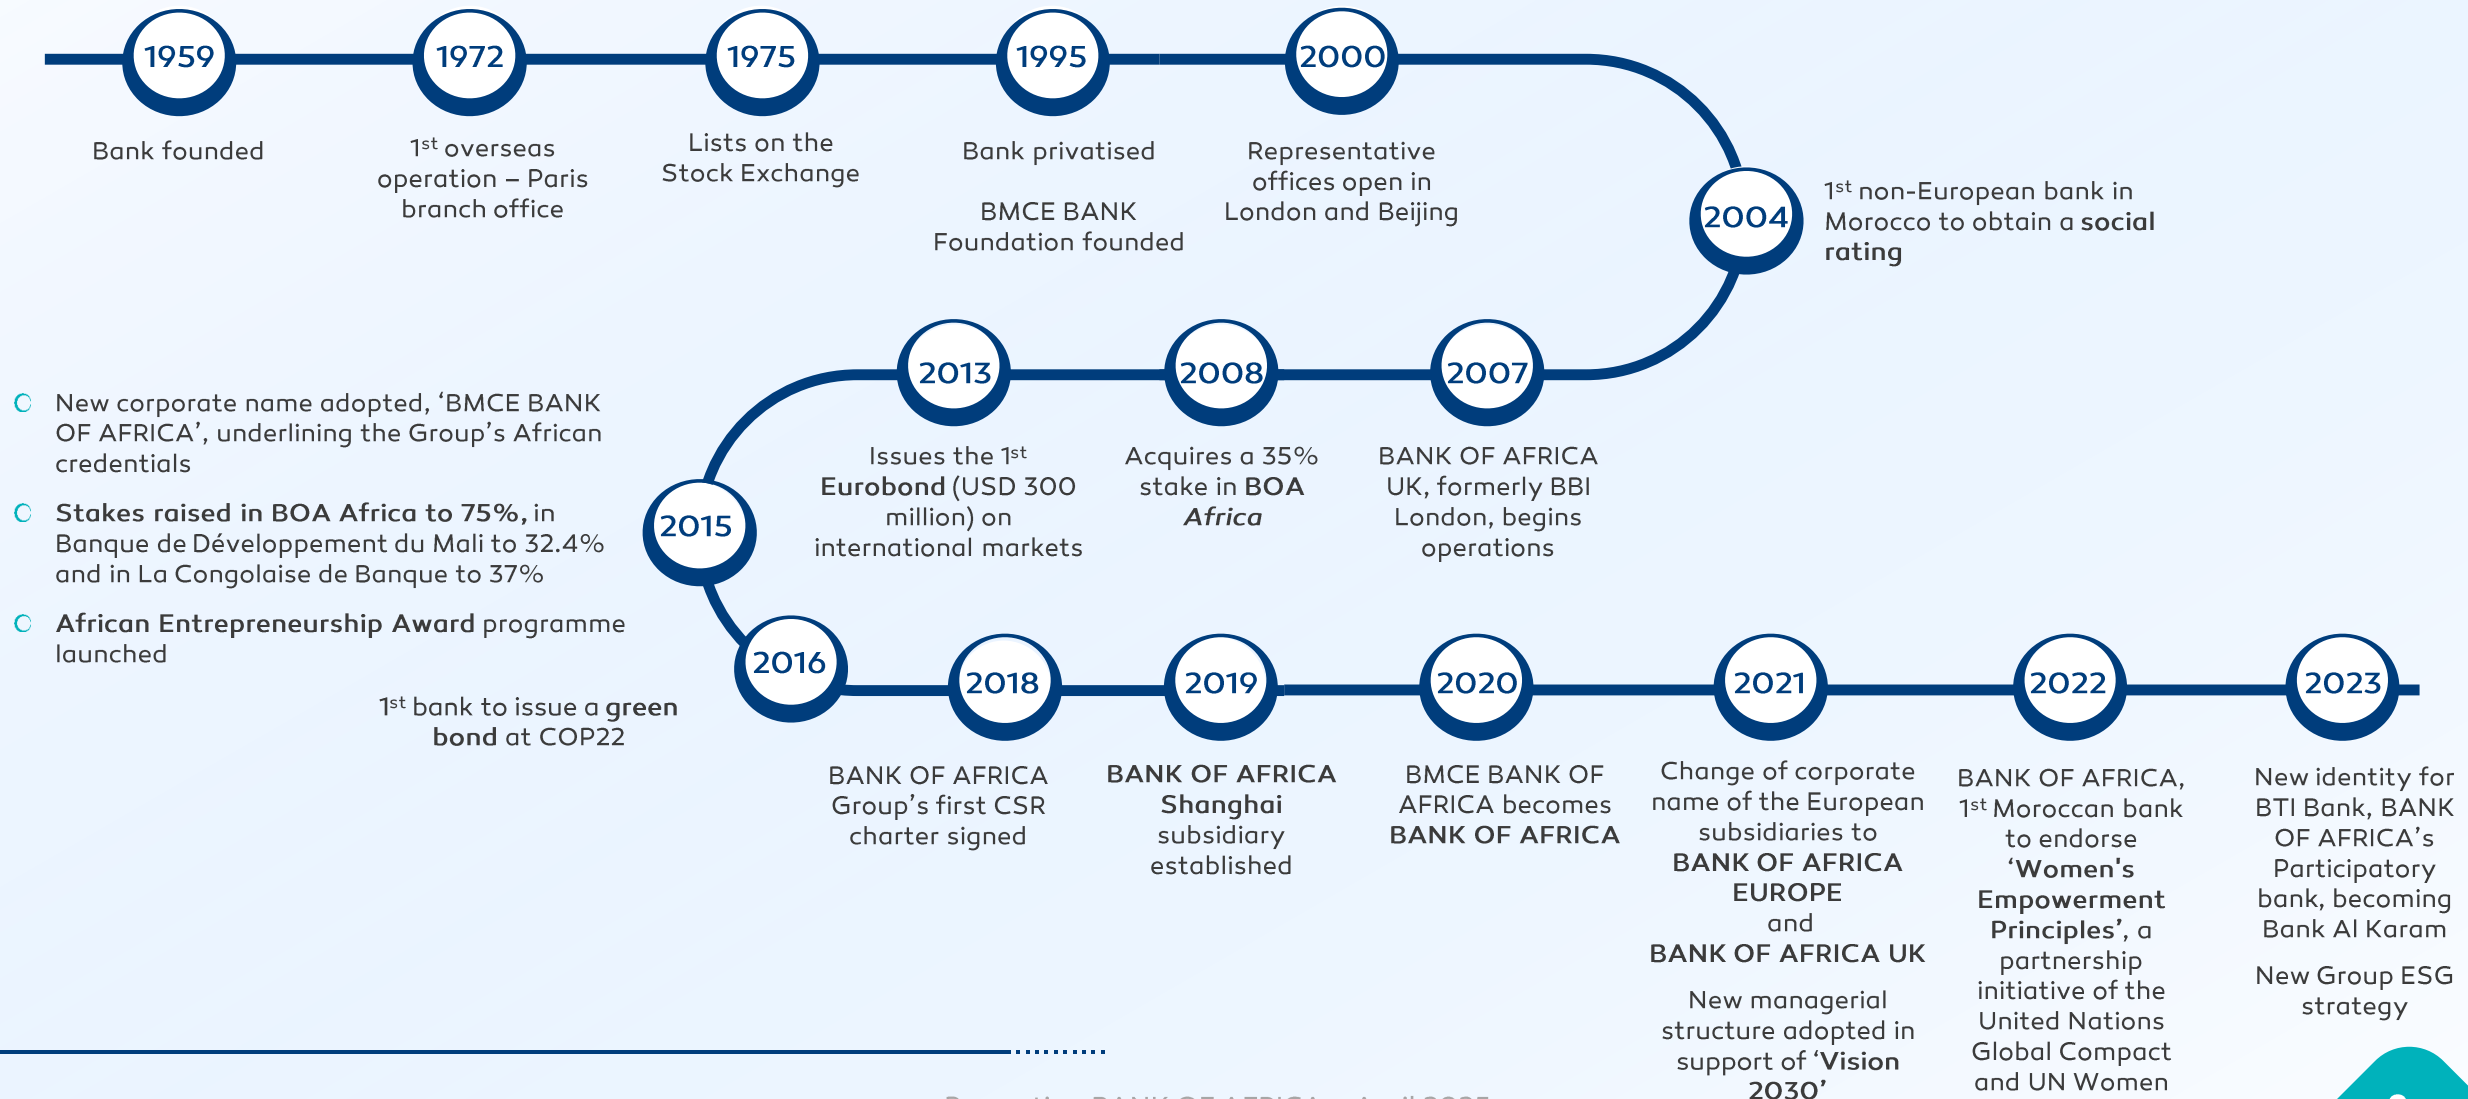 1959
Bank founded
1972
1st overseas
operation – Paris
branch office
1975
Lists on the
Stock Exchange
1995
Bank privatised
BMCE BANK
Foundation founded
2000
Representative
offices open in
London and Beijing
2004
1st non-European bank in
Morocco to obtain a social
rating
2007
BANK OF AFRICA
UK, formerly BBI
London, begins
operations
2008
Acquires a 35%
stake in BOA
Africa
2013
Issues the 1st
Eurobond (USD 300
million) on
international markets
2015
New corporate name adopted, ‘BMCE BANK
OF AFRICA’, underlining the Group’s African
credentials
Stakes raised in BOA Africa to 75%, in
Banque de Développement du Mali to 32.4%
and in La Congolaise de Banque to 37%
African Entrepreneurship Award programme
launched
2016
1st bank to issue a green
bond at COP22
2018
BANK OF AFRICA
Group’s first CSR
charter signed
2019
BANK OF AFRICA
Shanghai
subsidiary
established
2020
BMCE BANK OF
AFRICA becomes
BANK OF AFRICA
2021
Change of corporate
name of the European
subsidiaries to
BANK OF AFRICA
EUROPE
and
BANK OF AFRICA UK
New managerial
structure adopted in
support of ‘Vision
2030’
2022
BANK OF AFRICA,
1st Moroccan bank
to endorse
‘Women's
Empowerment
Principles’, a
partnership
initiative of the
United Nations
Global Compact
and UN Women
2023
New identity for
BTI Bank, BANK
OF AFRICA’s
Participatory
bank, becoming
Bank Al Karam
New Group ESG
strategy
BANK OF AFRICA